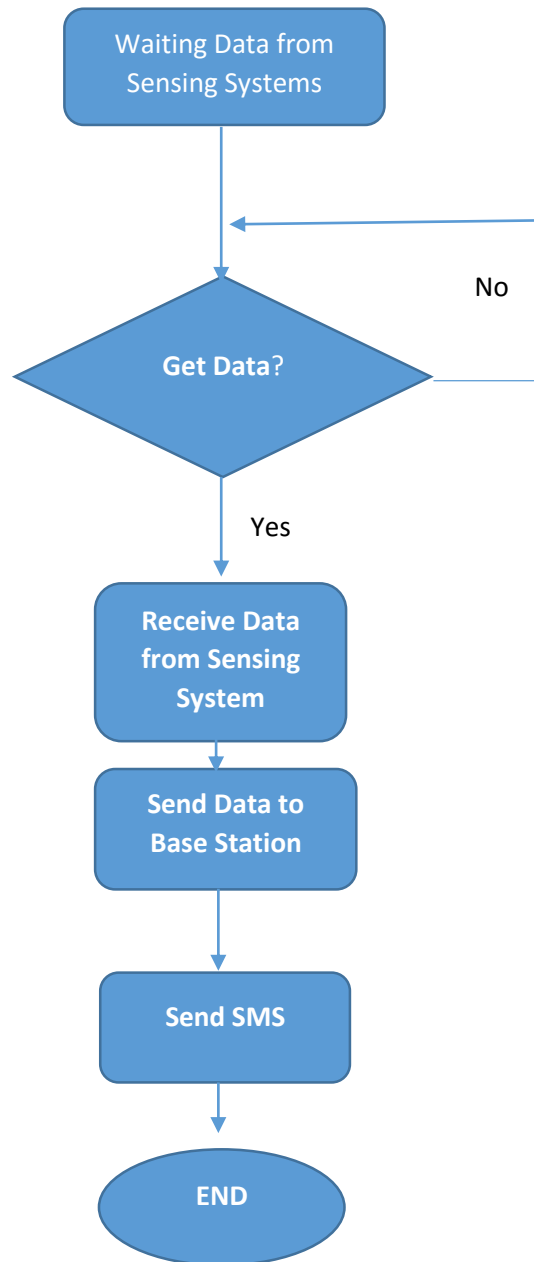 Waiting Data from
Sensing Systems
No
Get Data?
Yes
Receive Data
from Sensing
System
Send Data to
Base Station
Send SMS
END